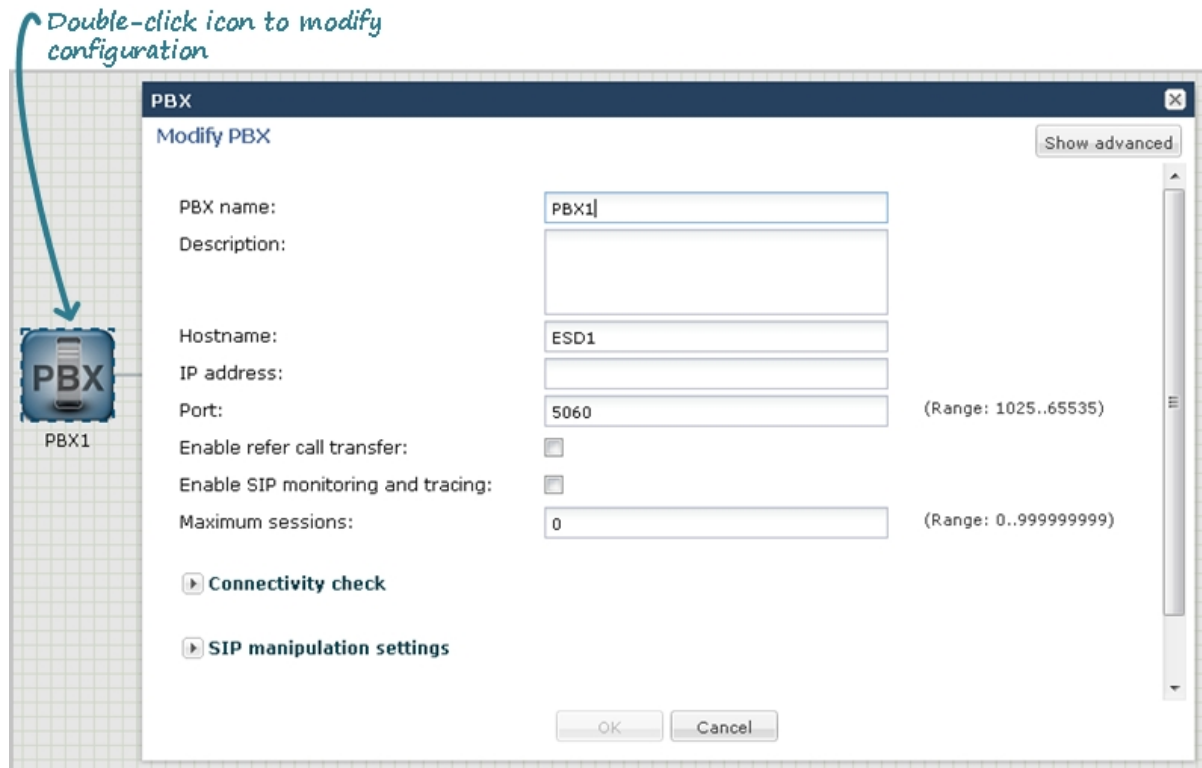 Double-click icon to modify
configuration
PBX
Modify PBX
Show advanced
PBX name:
PBX1
Description:
Hostname:
ESD1
IP address:
Port:
5060
(Range: 1025..65535)
Enable refer call transfer:
Enable SIP monitoring and tracing:
Maximum sessions:
0
(Range: 0..999999999)
Connectivity check
SIP manipulation settings
OK
Cancel
PBX
PBX1